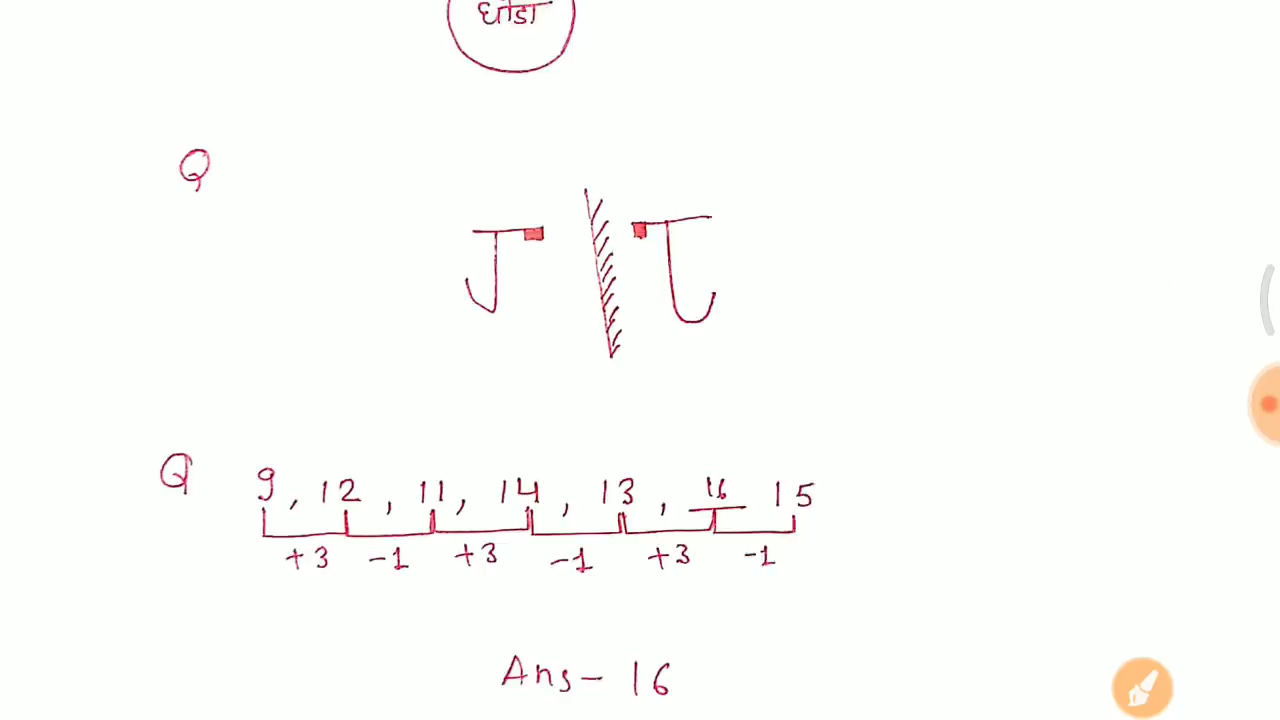 घोडा
Q
J
Q 9, 12, 11, 14, 13, 16 15
+3 -1 +3 -1 +3 -1
Ans- 16